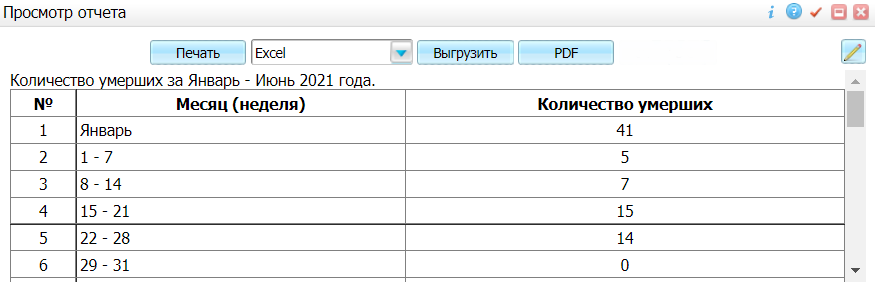 Просмотр отчета
Печать Excel Выгрузить PDF
Количество умерших за Январь - Июнь 2021 года.
№ Месяц (неделя) Количество умерших
1 Январь 41
2 1 - 7 5
3 8 - 14 7
4 15 - 21 15
5 22 - 28 14
6 29 - 31 0